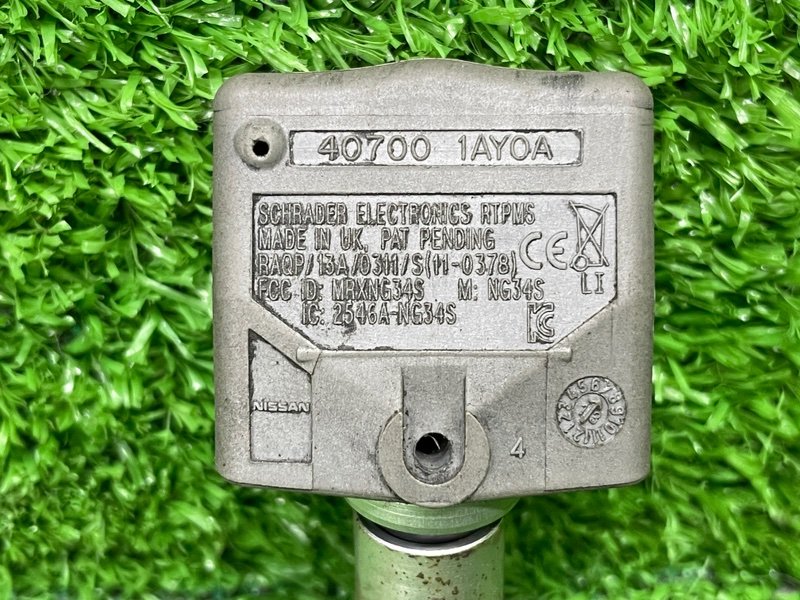 40700 1AY0A
SCHRADER ELECTRONICS RTPMS
MADE IN UK, PAT PENDING
RAQP/13A/0311/S(11-0378)
FCC ID: MRXNG34S M: NG34S
IC: 2546A-NG34S
CE
LI
KC
NISSAN
4